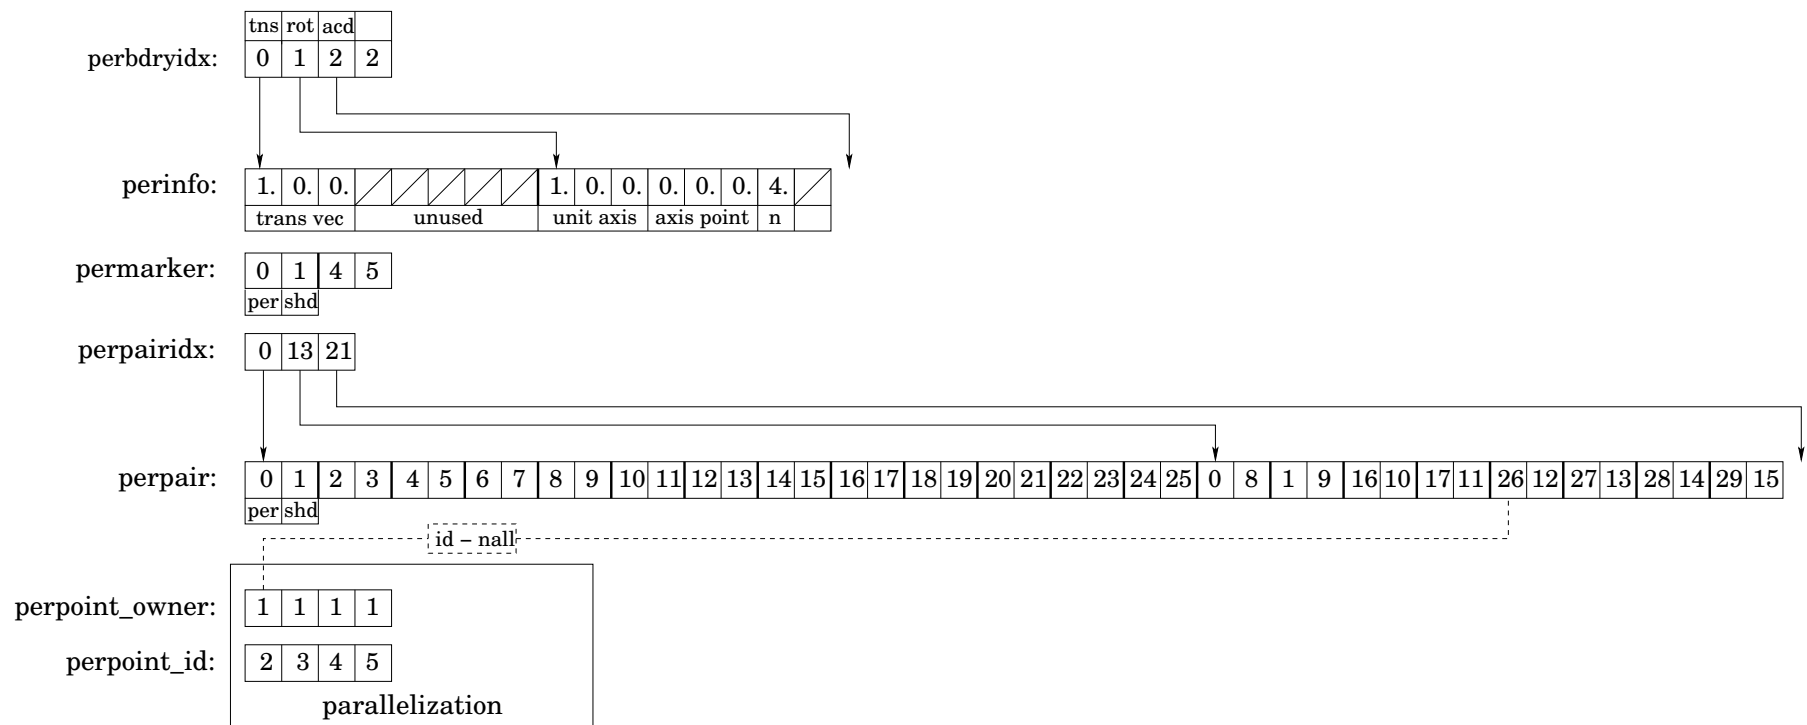 tns rot acd
perbdryidx: 0 1 2 2
perinfo: 1. 0. 0. 1. 0. 0. 0. 0. 0. 4.
trans vec unused unit axis axis point n
permarker: 0 1 4 5
per shd
perpairidx: 0 13 21
perpair: 0 1 2 3 4 5 6 7 8 9 10 11 12 13 14 15 16 17 18 19 20 21 22 23 24 25 0 8 1 9 16 10 17 11 26 12 27 13 28 14 29 15
per shd
id – nall
perpoint_owner: 1 1 1 1
perpoint_id: 2 3 4 5
parallelization